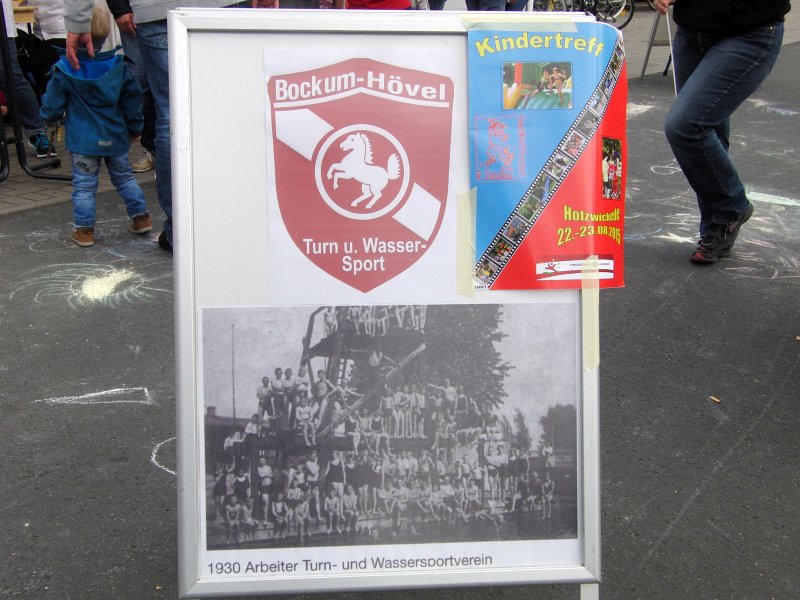 Bockum-Hövel
Turn u. Wasser-
Sport
Kindertreff
Holzwickede
22.-23.08.2015
1930 Arbeiter Turn- und Wassersportverein